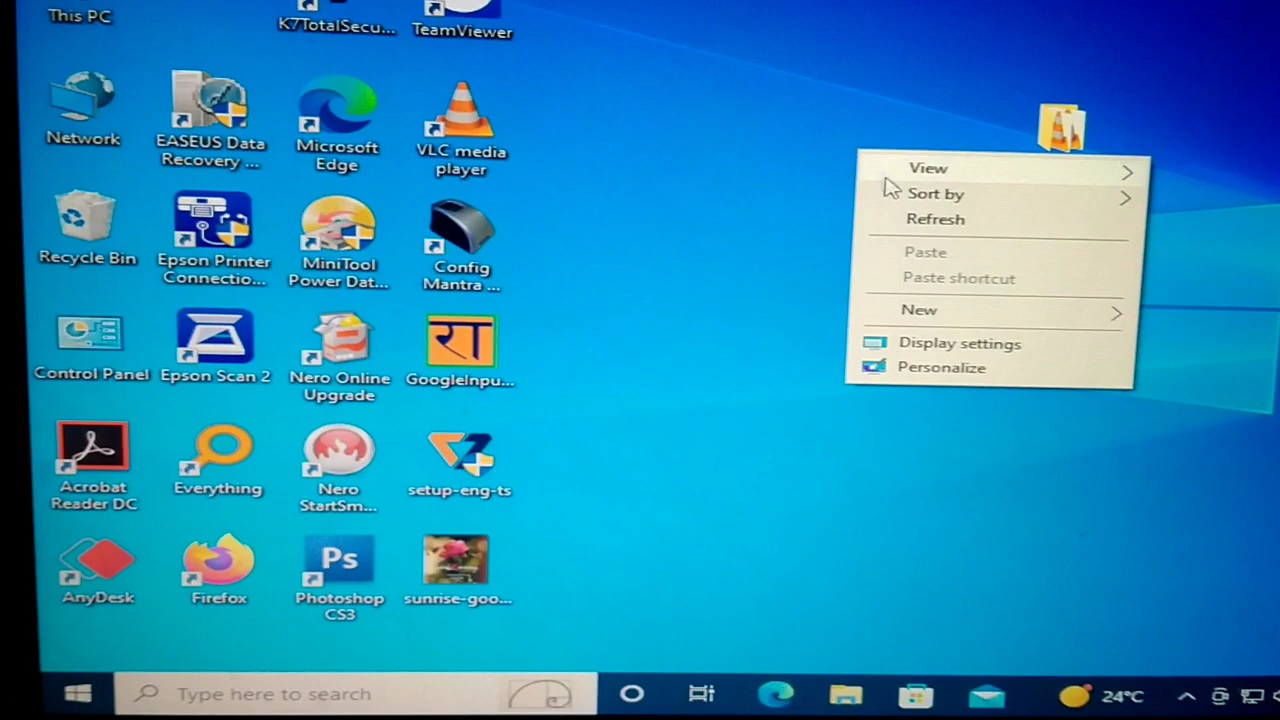 This PC
K7TotalSecu...
TeamViewer
Network
EASEUS Data
Recovery ...
Microsoft
Edge
VLC media
player
Recycle Bin
Epson Printer
Connectio...
MiniTool
Power Dat...
Config
Mantra ...
Control Panel
Epson Scan 2
Nero Online
Upgrade
रा
GoogleInpu...
Acrobat
Reader DC
Everything
Nero
StartSm...
setup-eng-ts
AnyDesk
Firefox
Ps
Photoshop
CS3
sunrise-goo...
View
Sort by
Refresh
Paste
Paste shortcut
New
Display settings
Personalize
Type here to search
24°C